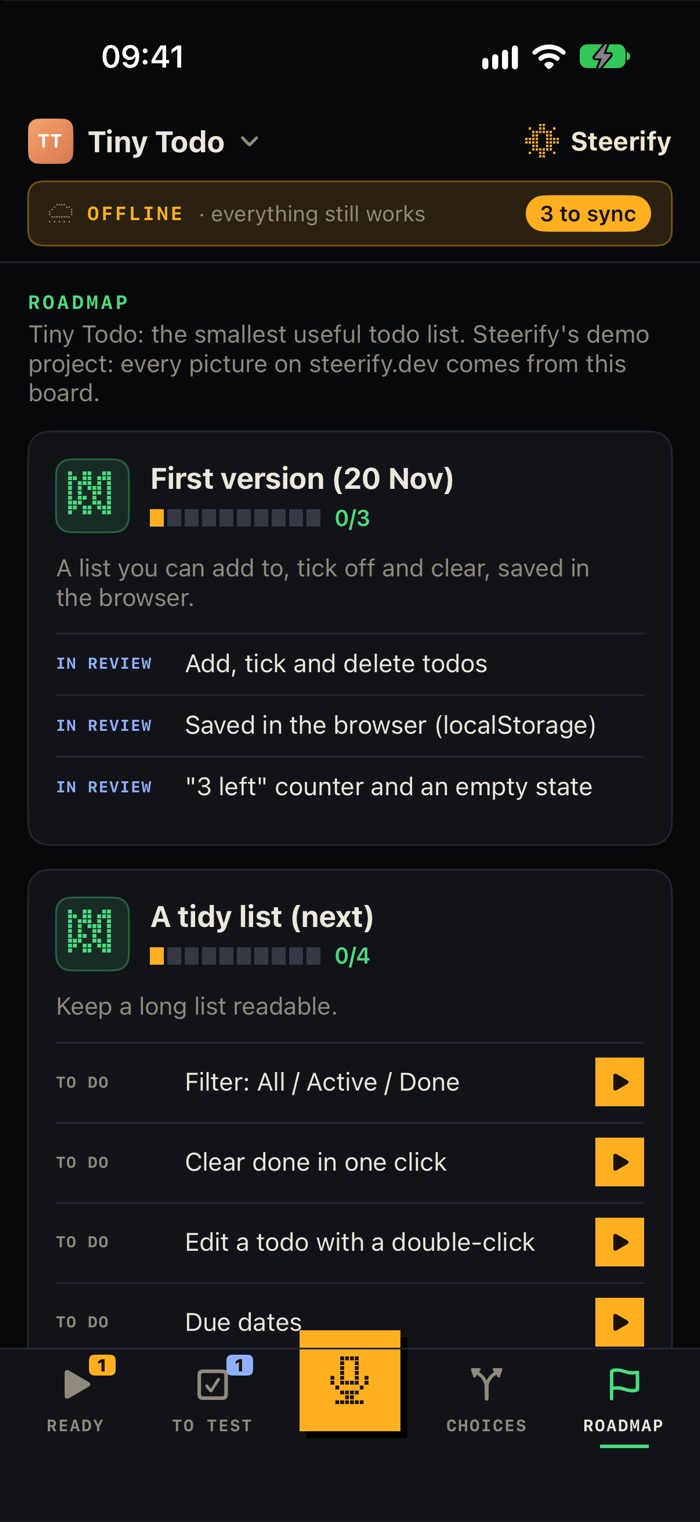 09:41
TT Tiny Todo
Steerify
OFFLINE · everything still works
3 to sync
ROADMAP
Tiny Todo: the smallest useful todo list. Steerify's demo
project: every picture on steerify.dev comes from this
board.
First version (20 Nov)
0/3
A list you can add to, tick off and clear, saved in
the browser.
IN REVIEW Add, tick and delete todos
IN REVIEW Saved in the browser (localStorage)
IN REVIEW "3 left" counter and an empty state
A tidy list (next)
0/4
Keep a long list readable.
TO DO Filter: All / Active / Done
TO DO Clear done in one click
TO DO Edit a todo with a double-click
TO DO Due dates
1
1
READY
TO TEST
CHOICES
ROADMAP